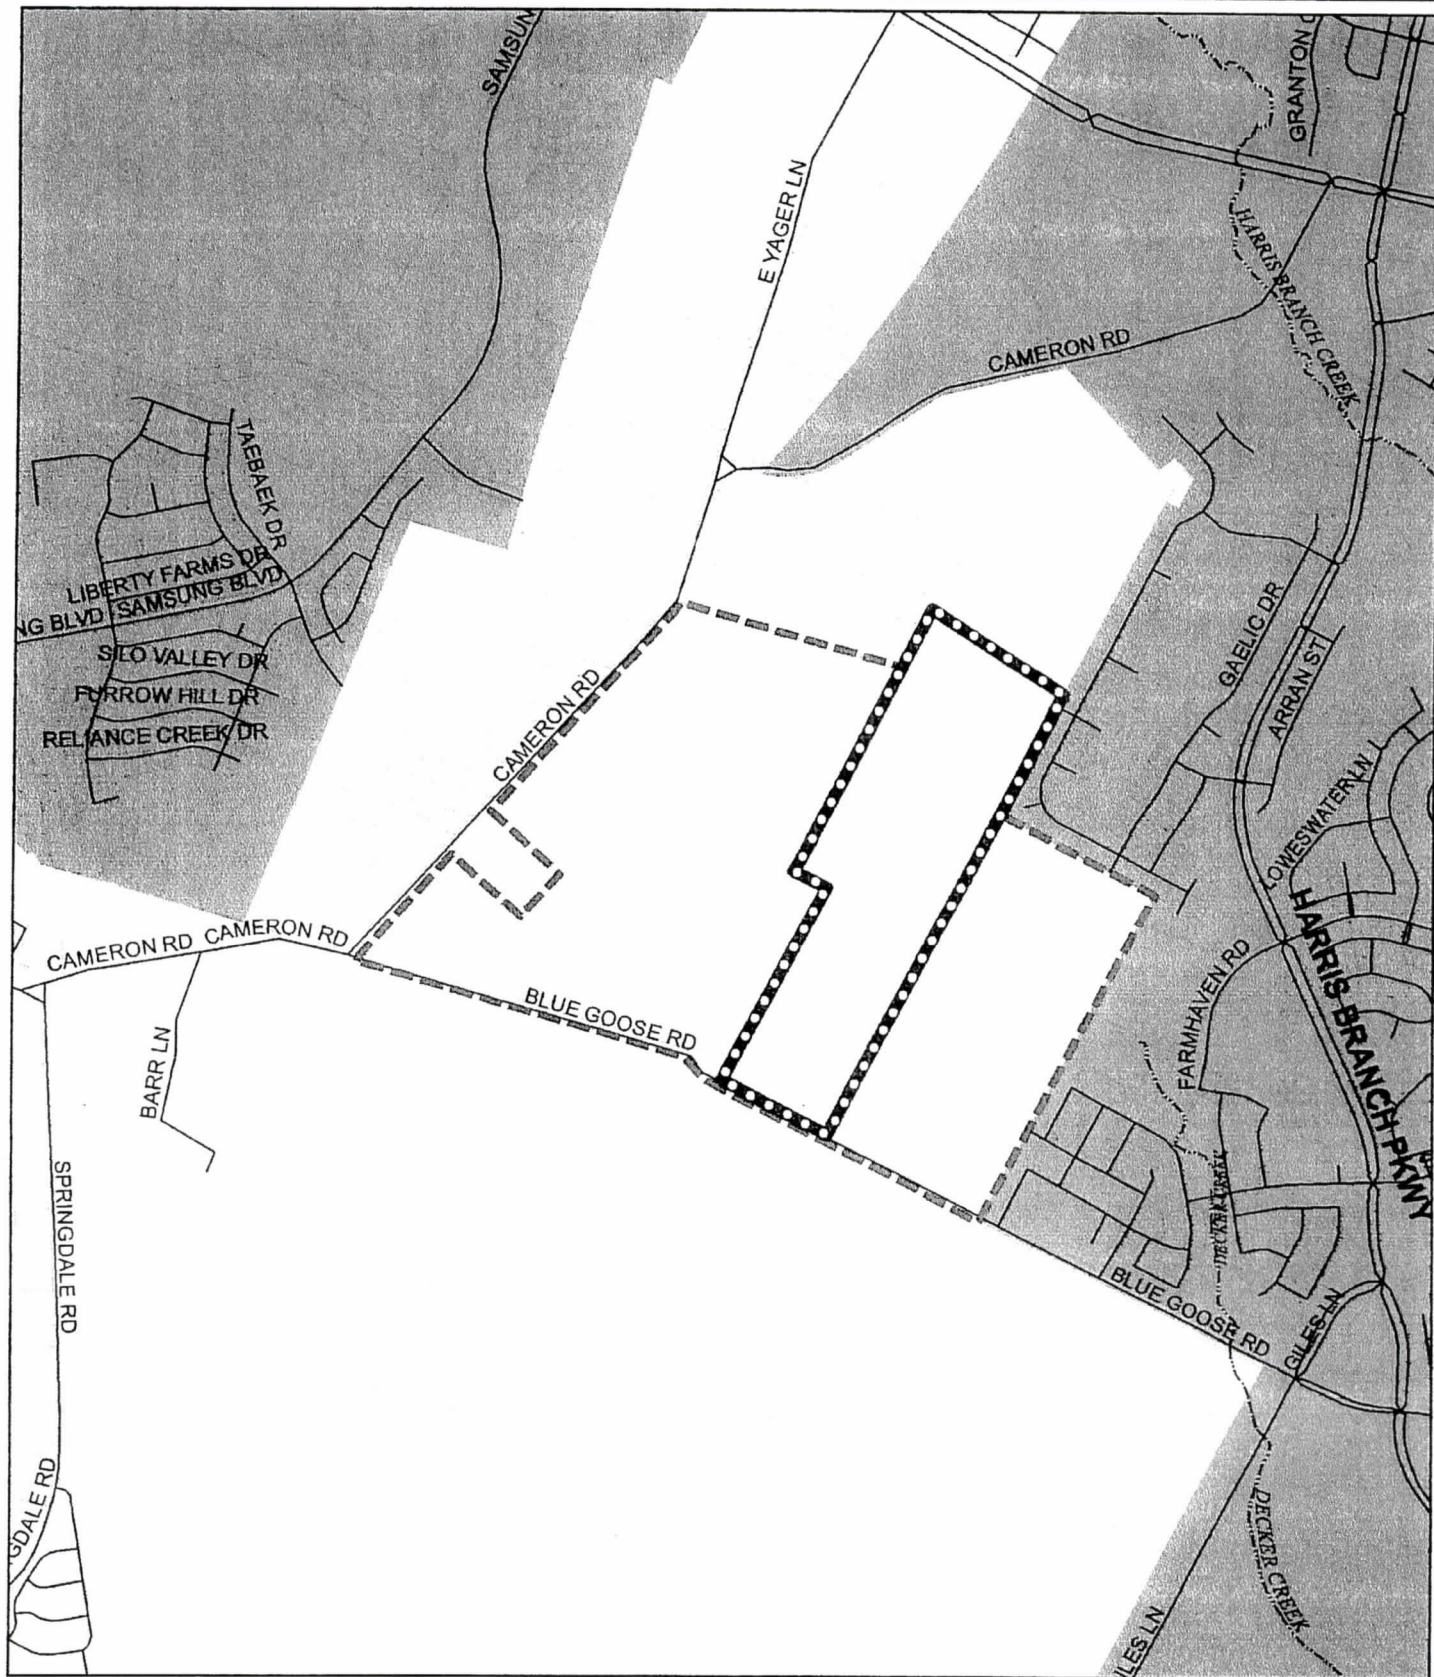 SAMSUN
GRANTON
E YAGER LN
HARRIS BRANCH CREEK
CAMERON RD
TAEBAEK DR
LIBERTY FARMS DR
NG BLVD SAMSUNG BLVD
SILO VALLEY DR
FURROW HILL DR
RELIANCE CREEK DR
GAELIC DR
ARRAN ST
CAMERON RD
LOWESWATER LN
HARRIS BRANCH PKWY
CAMERON RD CAMERON RD
FARMHAVEN RD
BLUE GOOSE RD
BARR LN
SPRINGDALE RD
DECKER CREEK
BLUE GOOSE RD
GILES LN
GDALE RD
DECKER CREEK
LES LN